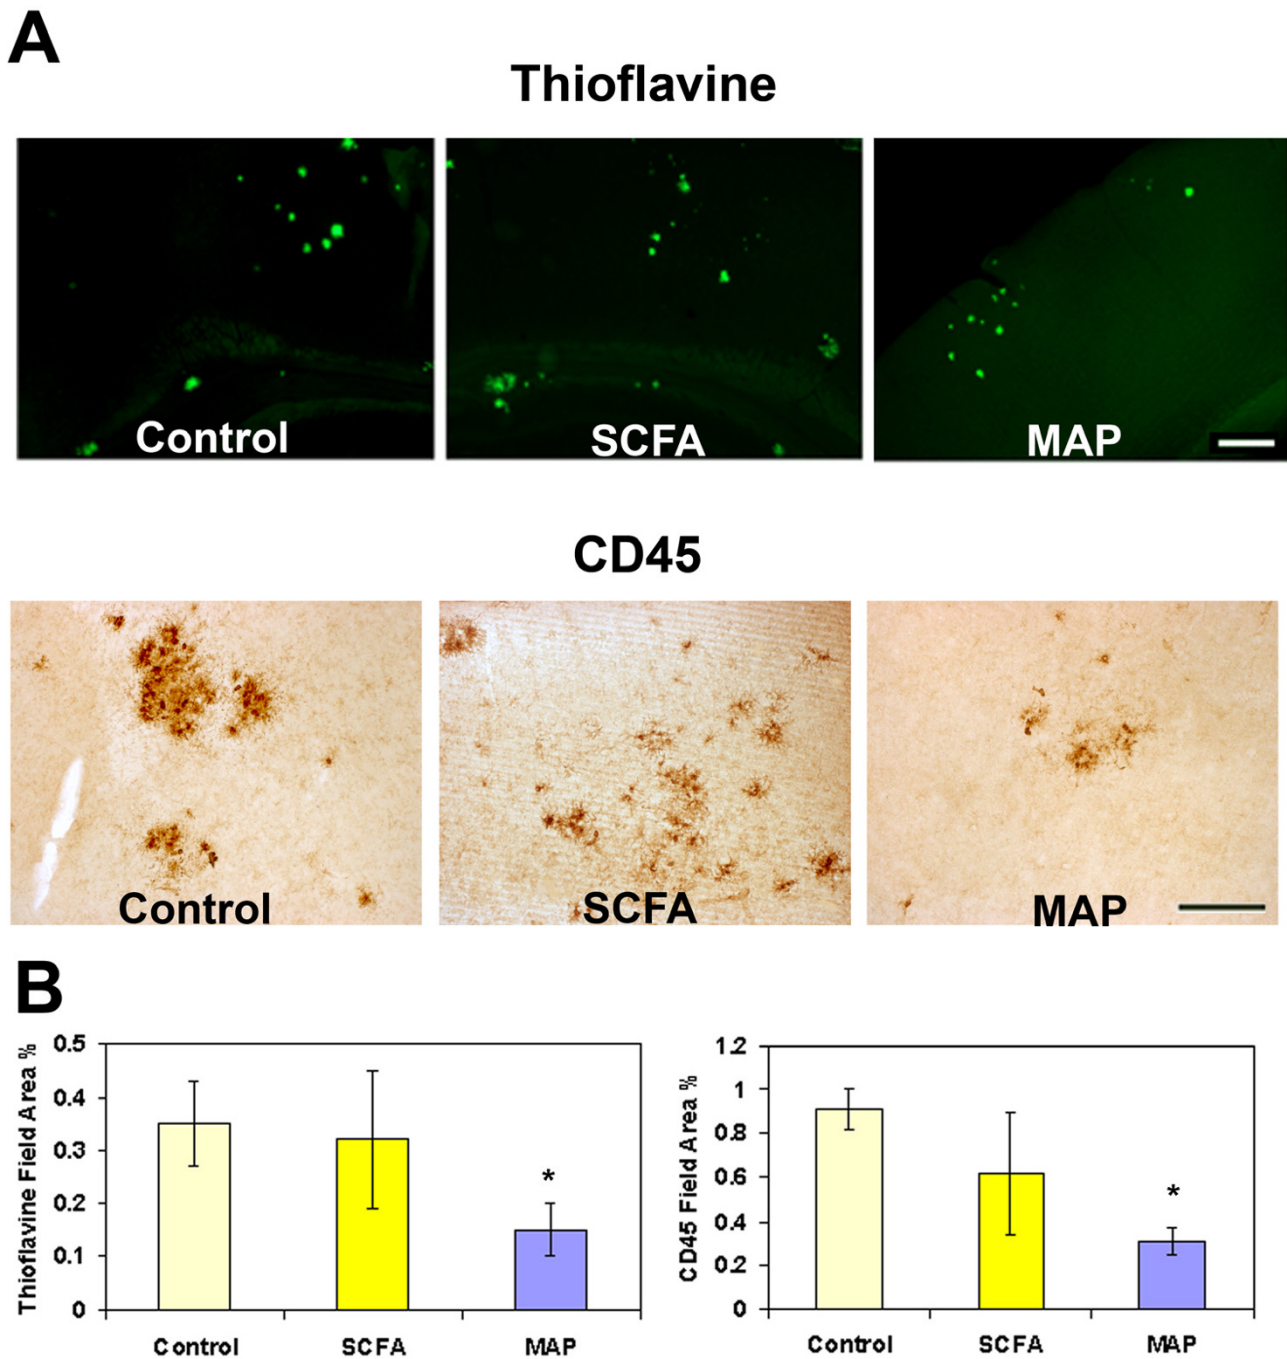 A
Thioflavine
Control
SCFA
MAP
CD45
Control
SCFA
MAP
B
Thioflavine Field Area %
0.5
0.4
0.3
0.2
0.1
0
*
Control
SCFA
MAP
CD45 Field Area %
1.2
1
0.8
0.6
0.4
0.2
0
*
Control
SCFA
MAP